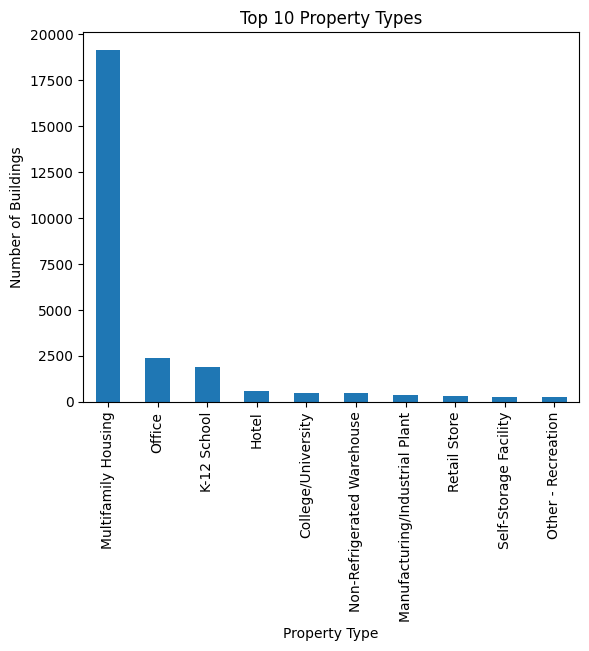 Top 10 Property Types
Number of Buildings
20000
17500
15000
12500
10000
7500
5000
2500
0
Multifamily Housing
Office
K-12 School
Hotel
College/University
Non-Refrigerated Warehouse
Manufacturing/Industrial Plant
Retail Store
Self-Storage Facility
Other - Recreation
Property Type